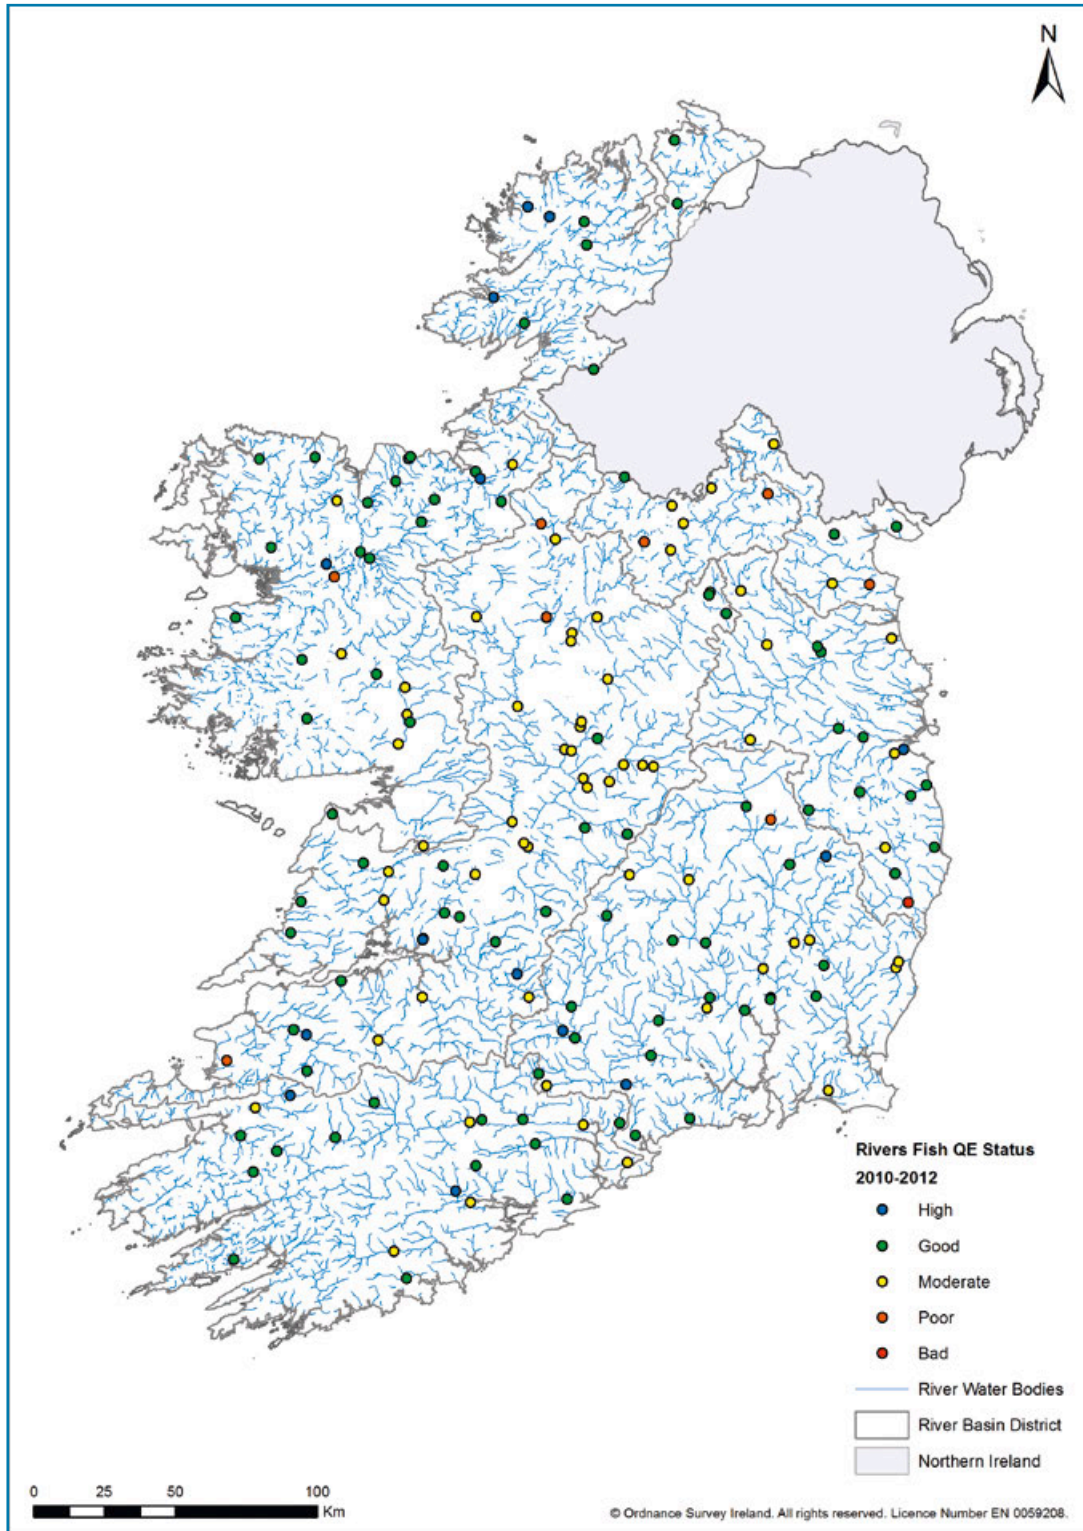 N
Rivers Fish QE Status
2010-2012
High
Good
Moderate
Poor
Bad
River Water Bodies
River Basin District
Northern Ireland
0 25 50 100
Km
© Ordnance Survey Ireland. All rights reserved. Licence Number EN 0059208.